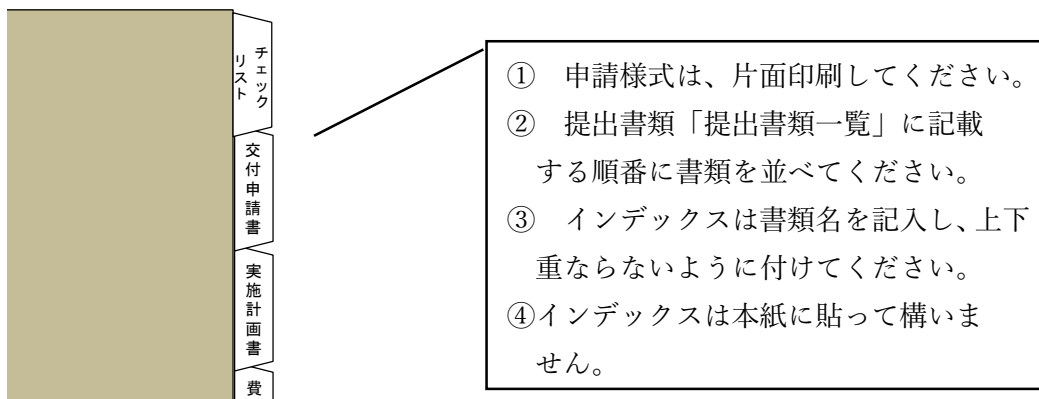 チェック
リスト
交付申請書
実施計画書
費
①　申請様式は、片面印刷してください。
②　提出書類「提出書類一覧」に記載
する順番に書類を並べてください。
③　インデックスは書類名を記入し、上下
重ならないように付けてください。
④インデックスは本紙に貼って構いま
せん。